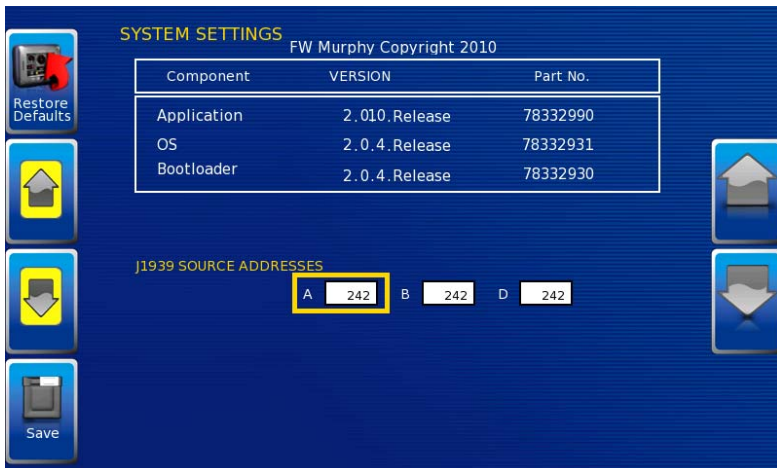 SYSTEM SETTINGS
FW Murphy Copyright 2010
Component VERSION Part No.
Application 2.010.Release 78332990
OS 2.0.4.Release 78332931
Bootloader 2.0.4.Release 78332930
Restore
Defaults
J1939 SOURCE ADDRESSES
A 242 B 242 D 242
Save